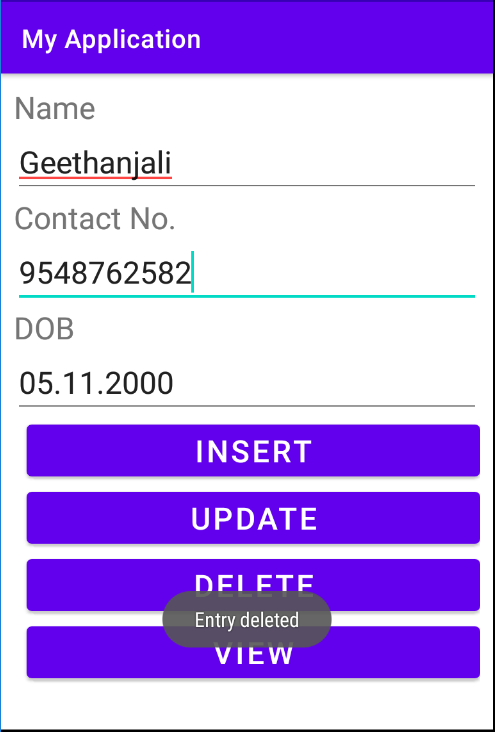 My Application
Name
Geethanjali
Contact No.
9548762582
DOB
05.11.2000
INSERT
UPDATE
DELETE
Entry deleted
VIEW